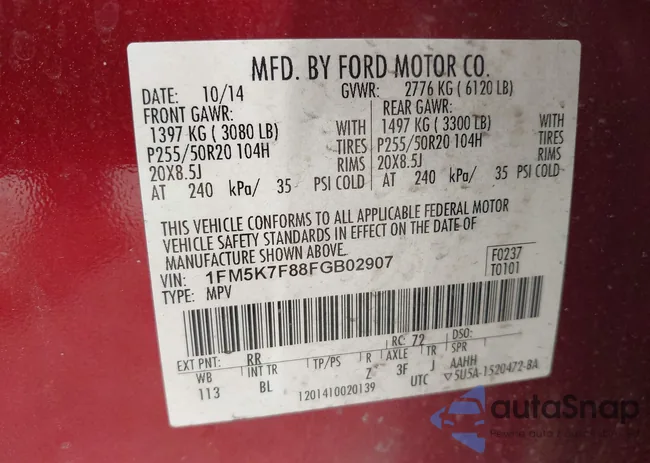 MFD. BY FORD MOTOR CO.
DATE: 10/14 GVWR: 2776 KG ( 6120 LB)
FRONT GAWR: REAR GAWR:
1397 KG ( 3080 LB) WITH 1497 KG ( 3300 LB) WITH
P255/50R20 104H TIRES P255/50R20 104H TIRES
20X8.5J RIMS 20X8.5J RIMS
AT 240 kPa/ 35 PSI COLD AT 240 kPa/ 35 PSI COLD
THIS VEHICLE CONFORMS TO ALL APPLICABLE FEDERAL MOTOR
VEHICLE SAFETY STANDARDS IN EFFECT ON THE DATE OF
MANUFACTURE SHOWN ABOVE.
VIN: 1FM5K7F88FGB02907 F0237
TYPE: MPV T0101
EXT PNT: RR RC: 72 DSO:
WB INT TR TP/PS R AXLE TR SPR
113 BL Z 3F J AAHH
1201410020139 UTC ▽5U5A-1520472-BA
autoSnap